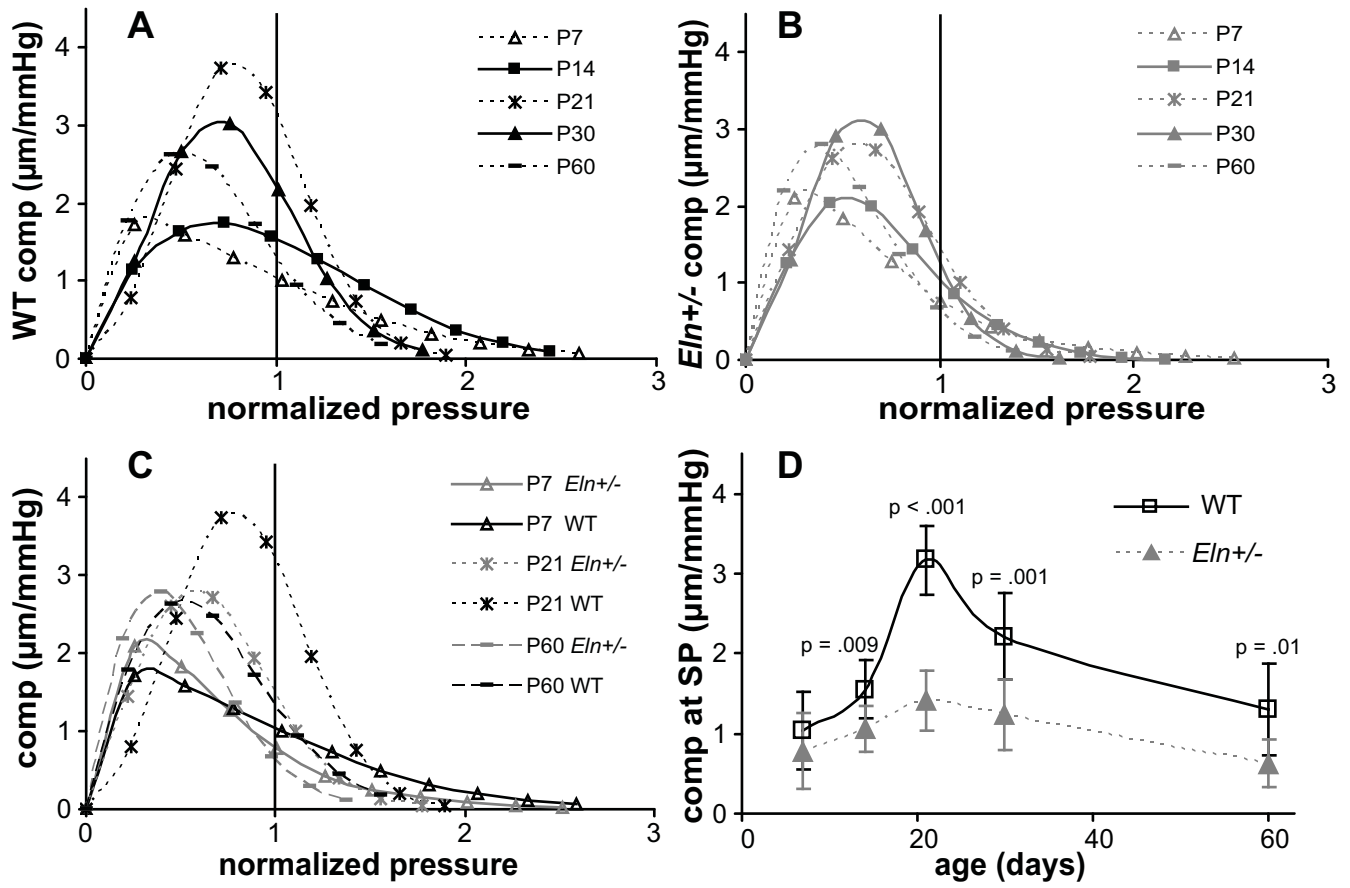 A
WT comp (µm/mmHg)
4
3
2
1
0
0 1 2 3
normalized pressure
P7
P14
P21
P30
P60
B
Eln+/- comp (µm/mmHg)
4
3
2
1
0
0 1 2 3
normalized pressure
P7
P14
P21
P30
P60
C
comp (µm/mmHg)
4
3
2
1
0
0 1 2 3
normalized pressure
P7 Eln+/-
P7 WT
P21 Eln+/-
P21 WT
P60 Eln+/-
P60 WT
D
comp at SP (µm/mmHg)
4
3
2
1
0
0 20 40 60
age (days)
WT
Eln+/-
p < .001
p = .001
p = .009
p = .01